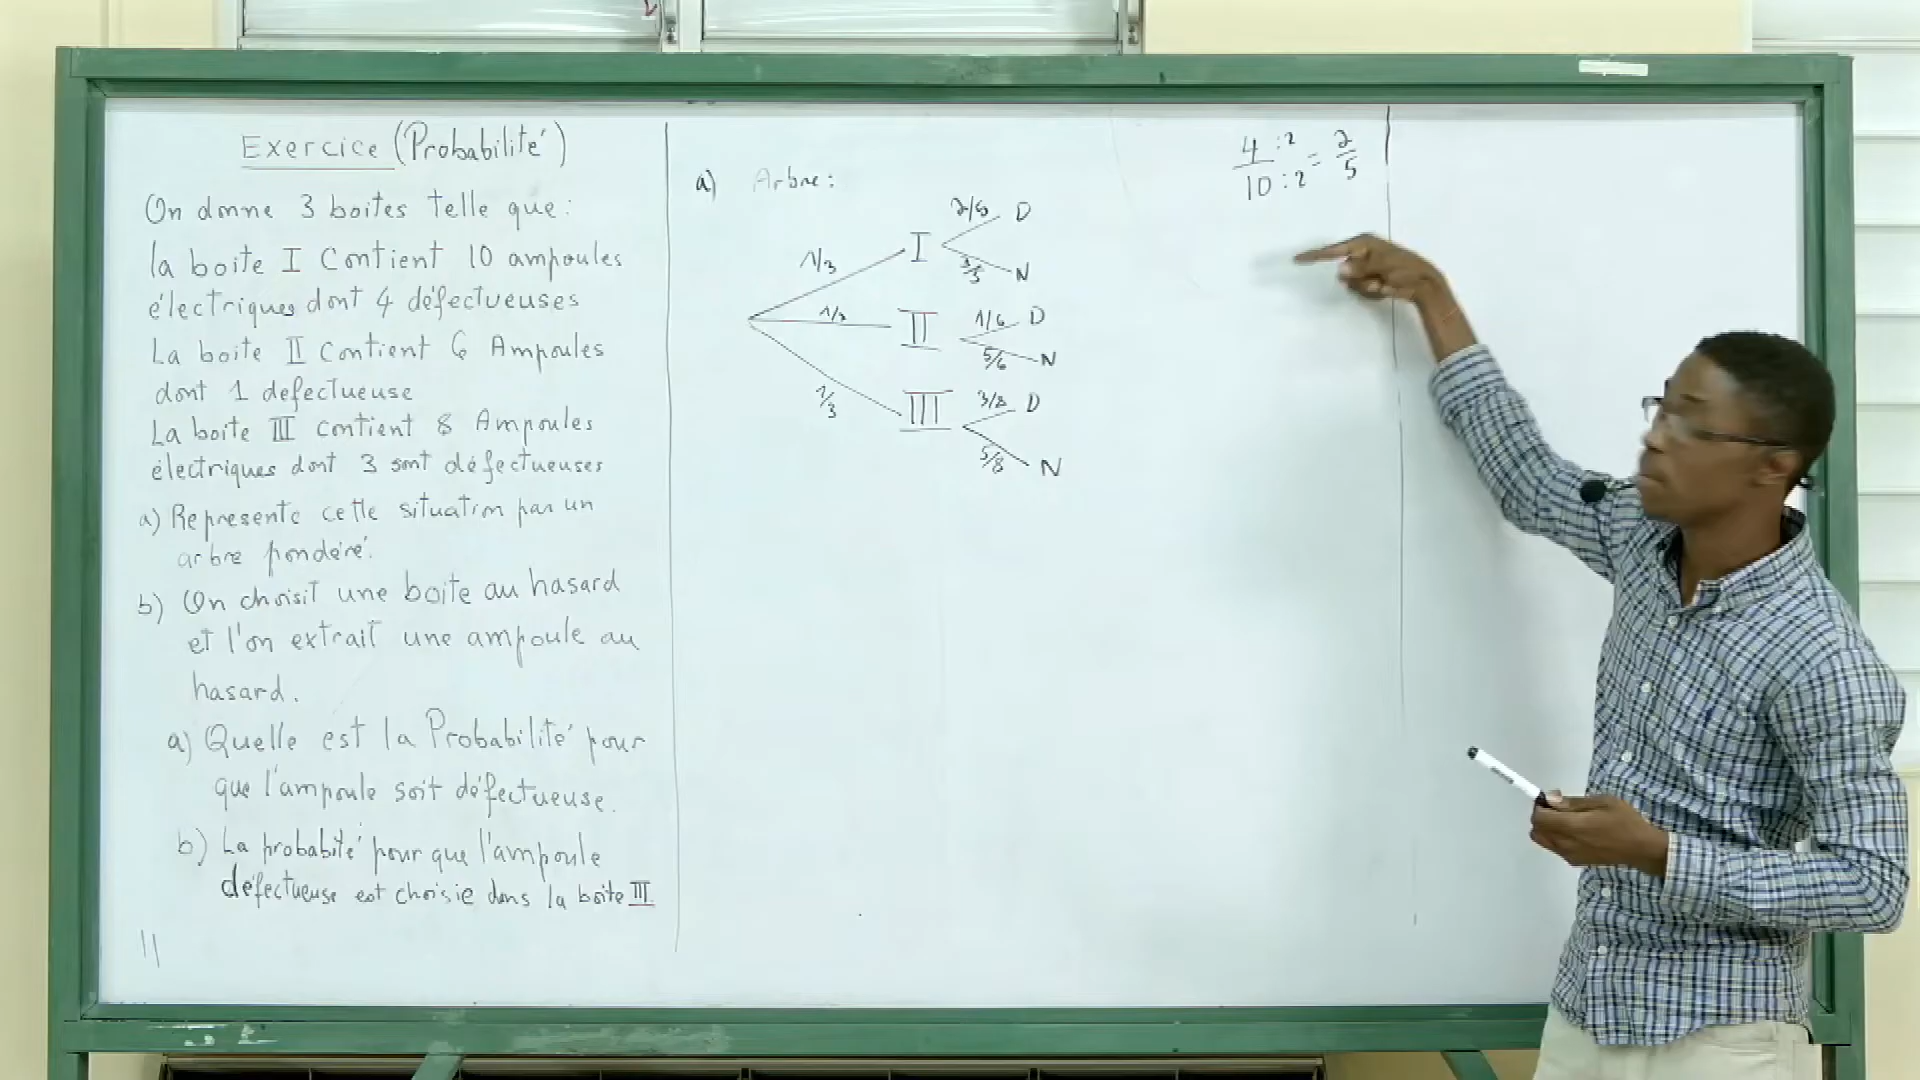 Exercice (Probabilité)
On donne 3 boites telle que:
la boite I Contient 10 ampoules
électriques dont 4 défectueuses
La boite II Contient 6 Ampoules
dont 1 defectueuse
La boite III contient 8 Ampoules
électriques dont 3 sont défectueuses
a) Represente cette situation par un
arbre pondéré.
b) On choisit une boite au hasard
et l'on extrait une ampoule au
hasard.
a) Quelle est la Probabilité pour
que l'ampoule soit défectueuse.
b) La probabité pour que l'ampoule
défectueuse est choisie dans la boite III.
11
a) Arbre:
1/3 I 2/5 D
3/5 N
1/3 II 1/6 D
5/6 N
1/3 III 3/8 D
5/8 N
4 :2 / 10 :2 = 2/5